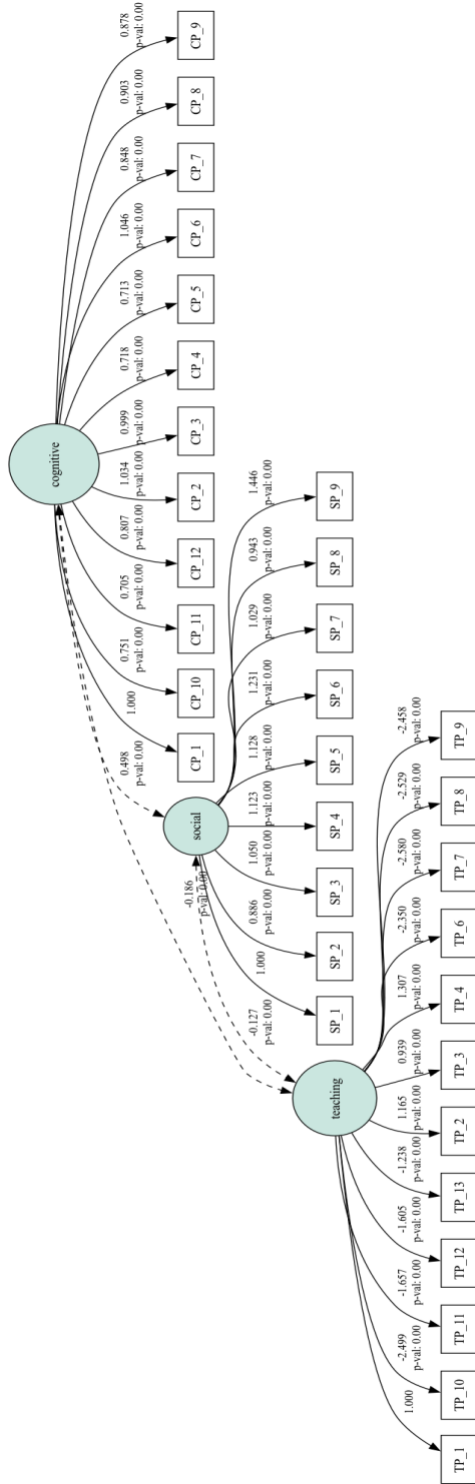 cognitive
0.498
p-val: 0.00
1.000
0.751
p-val: 0.00
0.705
p-val: 0.00
0.807
p-val: 0.00
1.034
p-val: 0.00
0.999
p-val: 0.00
0.718
p-val: 0.00
0.713
p-val: 0.00
1.046
p-val: 0.00
0.848
p-val: 0.00
0.903
p-val: 0.00
0.878
p-val: 0.00
CP_1
CP_10
CP_11
CP_12
CP_2
CP_3
CP_4
CP_5
CP_6
CP_7
CP_8
CP_9
social
-0.186
p-val: 0.00
-0.127
p-val: 0.00
1.000
0.886
p-val: 0.00
1.050
p-val: 0.00
1.123
p-val: 0.00
1.128
p-val: 0.00
1.231
p-val: 0.00
1.029
p-val: 0.00
0.943
p-val: 0.00
1.446
p-val: 0.00
SP_1
SP_2
SP_3
SP_4
SP_5
SP_6
SP_7
SP_8
SP_9
teaching
1.000
-2.499
p-val: 0.00
-1.657
p-val: 0.00
-1.605
p-val: 0.00
-1.238
p-val: 0.00
1.165
p-val: 0.00
0.939
p-val: 0.00
1.307
p-val: 0.00
-2.350
p-val: 0.00
-2.580
p-val: 0.00
-2.529
p-val: 0.00
-2.458
p-val: 0.00
TP_1
TP_10
TP_11
TP_12
TP_13
TP_2
TP_3
TP_4
TP_6
TP_7
TP_8
TP_9